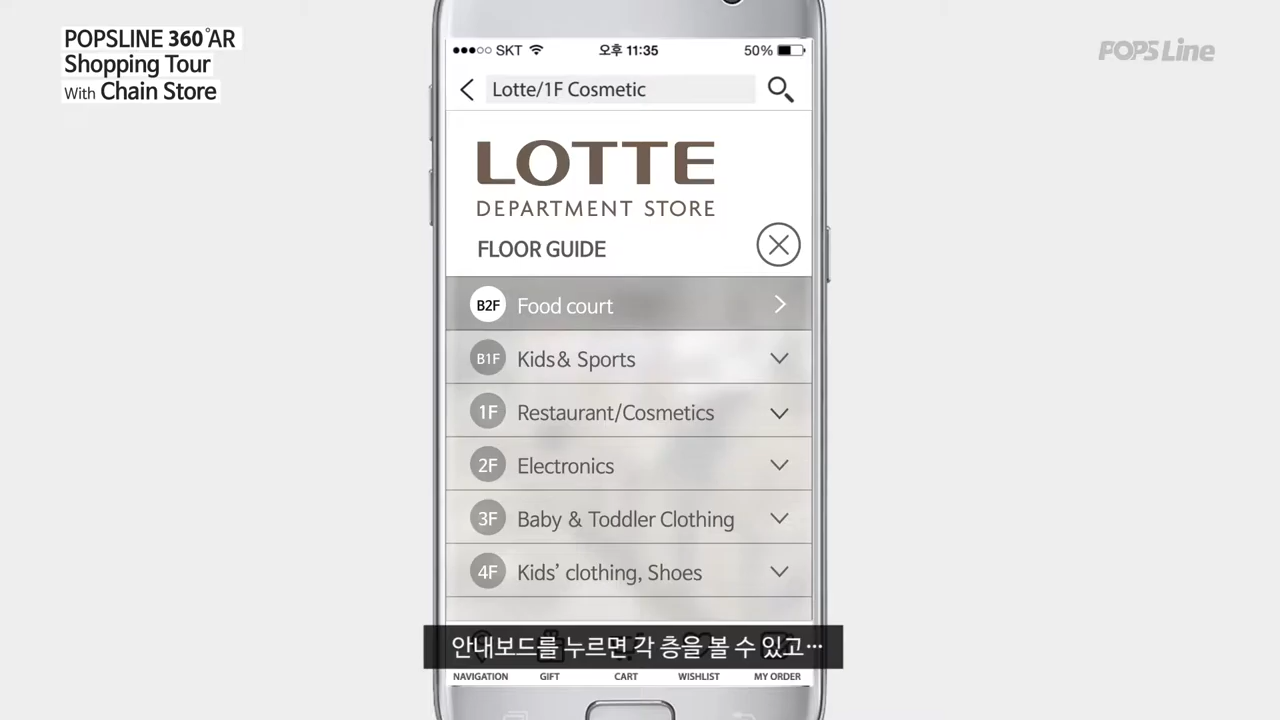 POPSLINE 360°AR
Shopping Tour
With Chain Store
POPS Line
SKT
오후 11:35
50%
Lotte/1F Cosmetic
LOTTE
DEPARTMENT STORE
FLOOR GUIDE
B2F Food court
B1F Kids & Sports
1F Restaurant/Cosmetics
2F Electronics
3F Baby & Toddler Clothing
4F Kids’ clothing, Shoes
안내보드를 누르면 각 층을 볼 수 있고…
NAVIGATION GIFT CART WISHLIST MY ORDER